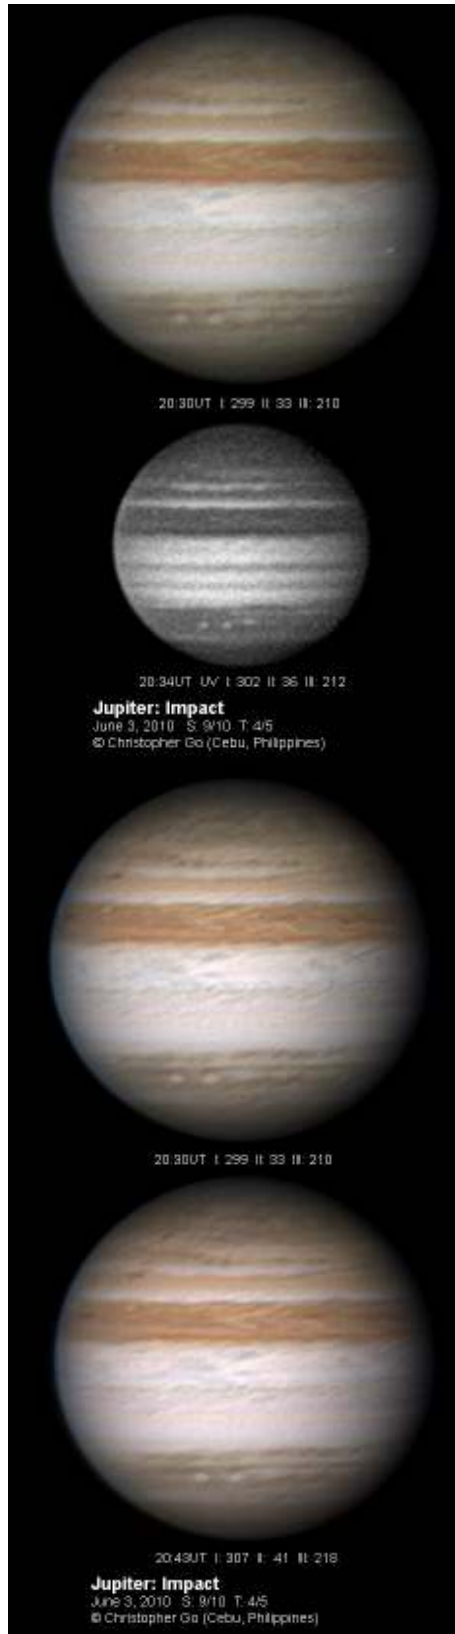 20:30UT I: 299 II: 33 III: 210
20:34UT UV I: 302 II: 36 III: 212
Jupiter: Impact
June 3, 2010 S: 9/10 T: 4/5
© Christopher Go (Cebu, Philippines)
20:30UT I: 299 II: 33 III: 210
20:43UT I: 307 II: 41 III: 218
Jupiter: Impact
June 3, 2010 S: 9/10 T: 4/5
© Christopher Go (Cebu, Philippines)